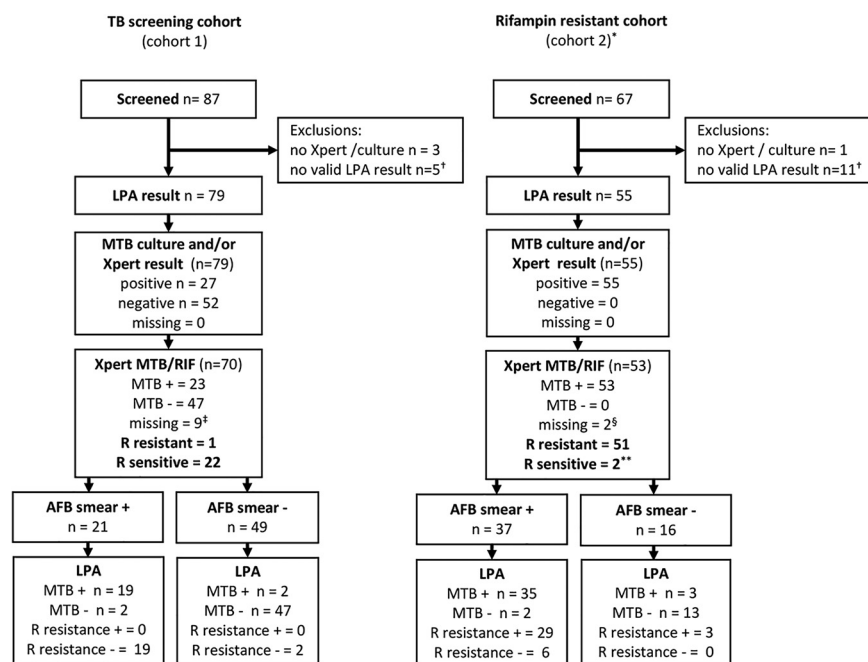 TB screening cohort
(cohort 1)
Screened n= 87
Exclusions:
no Xpert /culture n = 3
no valid LPA result n=5†
LPA result n = 79
MTB culture and/or
Xpert result (n=79)
positive n = 27
negative n = 52
missing = 0
Xpert MTB/RIF (n=70)
MTB + = 23
MTB - = 47
missing = 9‡
R resistant = 1
R sensitive = 22
AFB smear +
n = 21
AFB smear -
n = 49
LPA
MTB + n = 19
MTB - n = 2
R resistance + = 0
R resistance - = 19
LPA
MTB + n = 2
MTB - n = 47
R resistance + = 0
R resistance - = 2
Rifampin resistant cohort
(cohort 2)*
Screened n= 67
Exclusions:
no Xpert / culture n= 1
no valid LPA result n=11†
LPA result n = 55
MTB culture and/or
Xpert result (n=55)
positive = 55
negative = 0
missing = 0
Xpert MTB/RIF (n=53)
MTB + = 53
MTB - = 0
missing = 2§
R resistant = 51
R sensitive = 2**
AFB smear +
n = 37
AFB smear -
n = 16
LPA
MTB + n = 35
MTB - n = 2
R resistance + = 29
R resistance - = 6
LPA
MTB + n = 3
MTB - n = 13
R resistance + = 3
R resistance - = 0